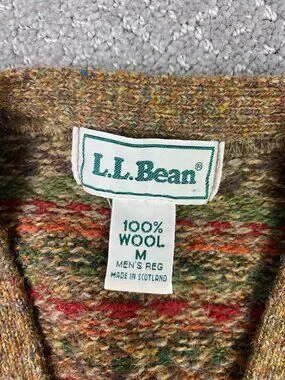 L.L.Bean®
100%
WOOL
M
MEN'S REG
MADE IN SCOTLAND